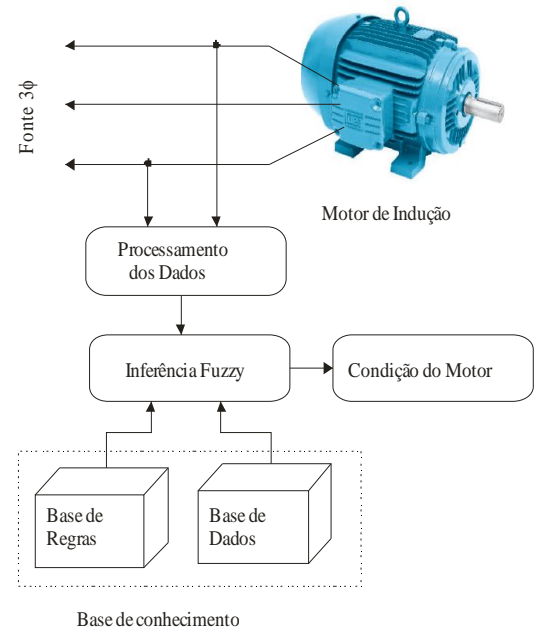 Fonte 3ϕ
Motor de Indução
Processamento
dos Dados
Inferência Fuzzy
Condição do Motor
Base de
Regras
Base de
Dados
Base de conhecimento